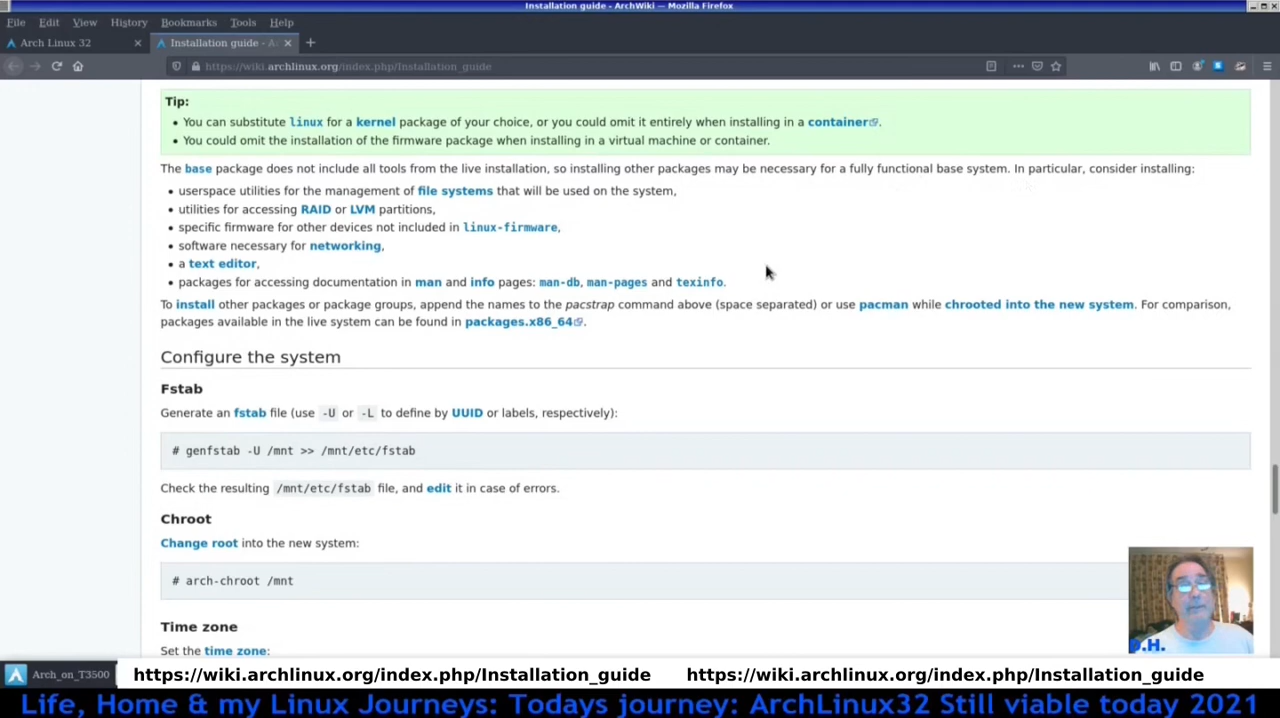 Installation guide - ArchWiki — Mozilla Firefox
File Edit View History Bookmarks Tools Help
Arch Linux 32
Installation guide - A
https://wiki.archlinux.org/index.php/Installation_guide
Tip:
• You can substitute linux for a kernel package of your choice, or you could omit it entirely when installing in a container.
• You could omit the installation of the firmware package when installing in a virtual machine or container.
The base package does not include all tools from the live installation, so installing other packages may be necessary for a fully functional base system. In particular, consider installing:
• userspace utilities for the management of file systems that will be used on the system,
• utilities for accessing RAID or LVM partitions,
• specific firmware for other devices not included in linux-firmware,
• software necessary for networking,
• a text editor,
• packages for accessing documentation in man and info pages: man-db, man-pages and texinfo.
To install other packages or package groups, append the names to the pacstrap command above (space separated) or use pacman while chrooted into the new system. For comparison,
packages available in the live system can be found in packages.x86_64.
Configure the system
Fstab
Generate an fstab file (use -U or -L to define by UUID or labels, respectively):
# genfstab -U /mnt >> /mnt/etc/fstab
Check the resulting /mnt/etc/fstab file, and edit it in case of errors.
Chroot
Change root into the new system:
# arch-chroot /mnt
Time zone
Set the time zone:
D.H.
Arch_on_T3500
https://wiki.archlinux.org/index.php/Installation_guide https://wiki.archlinux.org/index.php/Installation_guide
Life, Home & my Linux Journeys: Todays journey: ArchLinux32 Still viable today 2021